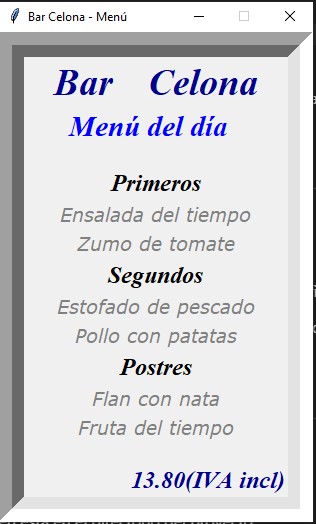 Bar Celona - Menú
Bar Celona
Menú del día
Primeros
Ensalada del tiempo
Zumo de tomate
Segundos
Estofado de pescado
Pollo con patatas
Postres
Flan con nata
Fruta del tiempo
13.80(IVA incl)